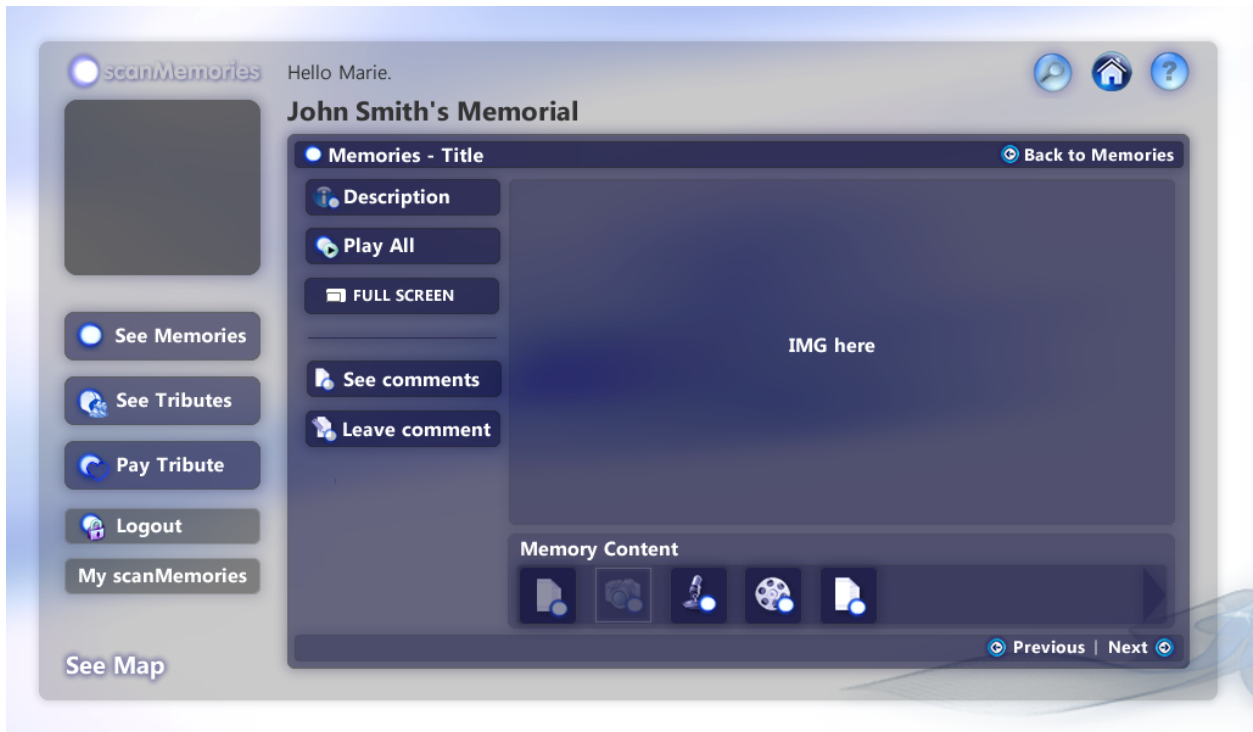 scanMemories
Hello Marie.
John Smith's Memorial
Memories - Title
Back to Memories
Description
Play All
FULL SCREEN
See comments
Leave comment
IMG here
Memory Content
Previous | Next
See Memories
See Tributes
Pay Tribute
Logout
My scanMemories
See Map
?